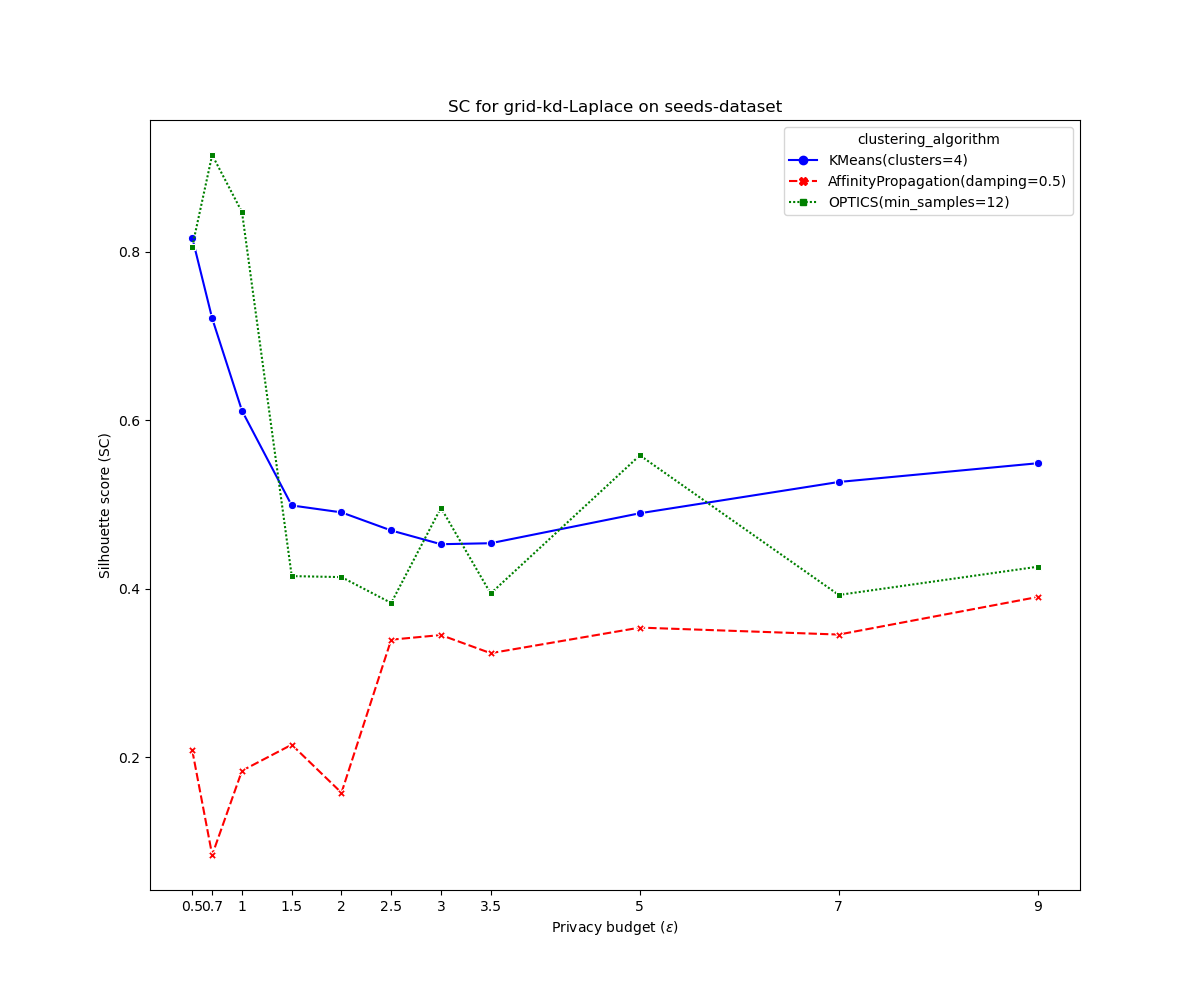 SC for grid-kd-Laplace on seeds-dataset
clustering_algorithm
KMeans(clusters=4)
AffinityPropagation(damping=0.5)
OPTICS(min_samples=12)
Silhouette score (SC)
0.8
0.6
0.4
0.2
0.5 0.7 1 1.5 2 2.5 3 3.5 5 7 9
Privacy budget (ε)